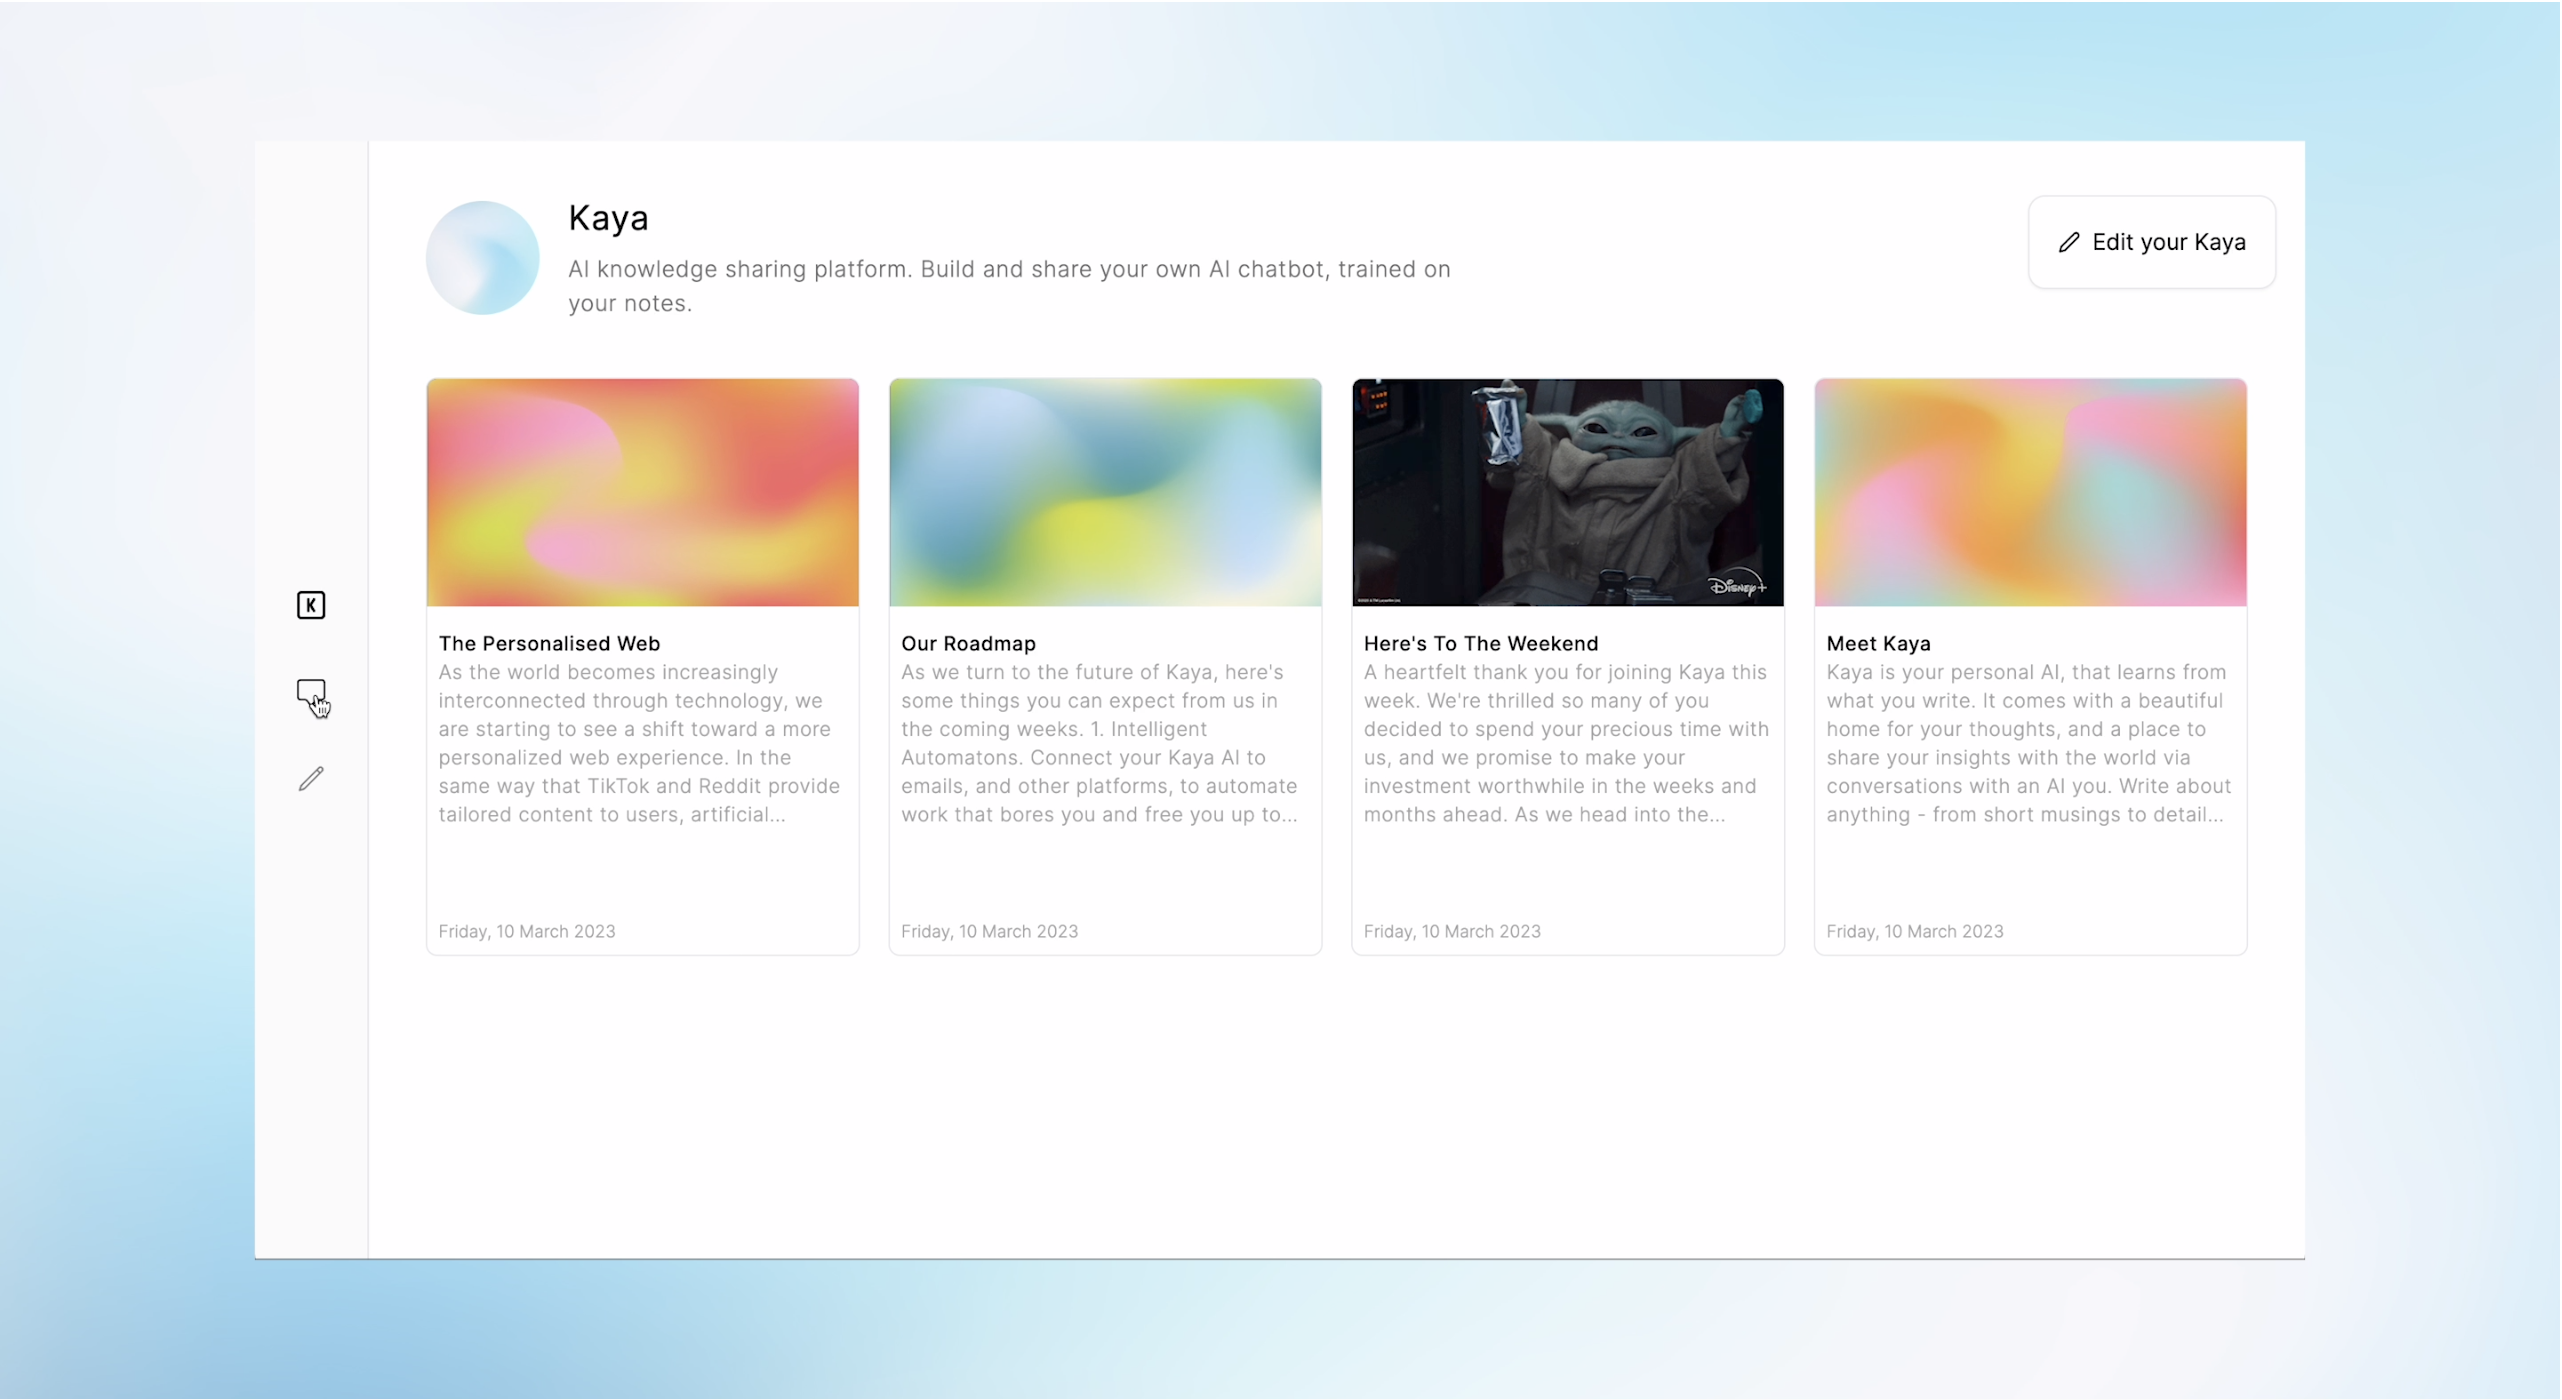 Kaya
AI knowledge sharing platform. Build and share your own AI chatbot, trained on
your notes.
Edit your Kaya
K
Disney+
The Personalised Web
As the world becomes increasingly
interconnected through technology, we
are starting to see a shift toward a more
personalized web experience. In the
same way that TikTok and Reddit provide
tailored content to users, artificial...
Friday, 10 March 2023
Our Roadmap
As we turn to the future of Kaya, here's
some things you can expect from us in
the coming weeks. 1. Intelligent
Automatons. Connect your Kaya AI to
emails, and other platforms, to automate
work that bores you and free you up to...
Friday, 10 March 2023
Here's To The Weekend
A heartfelt thank you for joining Kaya this
week. We're thrilled so many of you
decided to spend your precious time with
us, and we promise to make your
investment worthwhile in the weeks and
months ahead. As we head into the...
Friday, 10 March 2023
Meet Kaya
Kaya is your personal AI, that learns from
what you write. It comes with a beautiful
home for your thoughts, and a place to
share your insights with the world via
conversations with an AI you. Write about
anything - from short musings to detail...
Friday, 10 March 2023